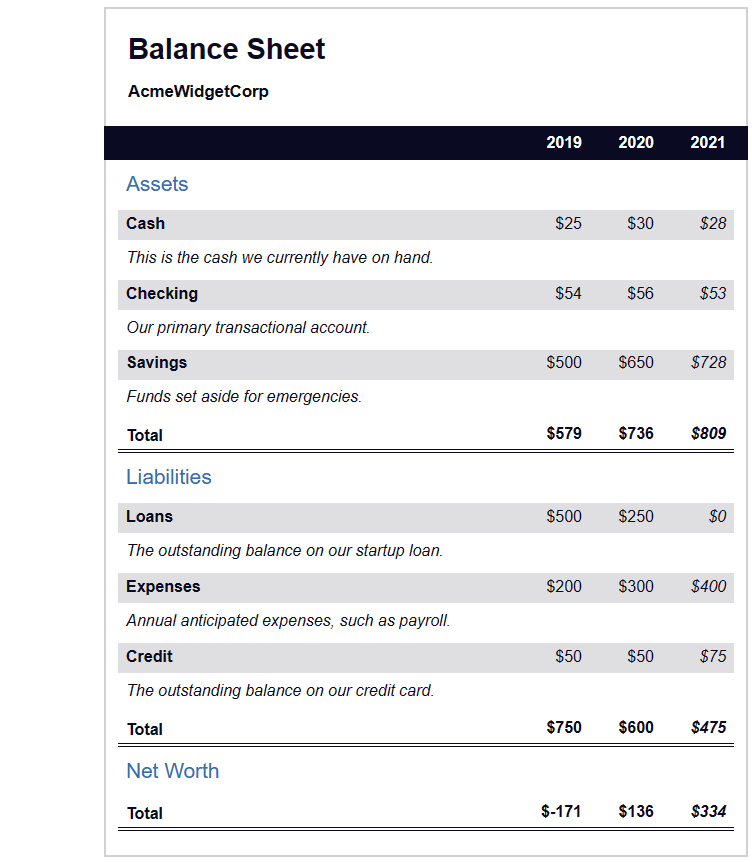 Balance Sheet
AcmeWidgetCorp
2019 2020 2021
Assets
Cash $25 $30 $28
This is the cash we currently have on hand.
Checking $54 $56 $53
Our primary transactional account.
Savings $500 $650 $728
Funds set aside for emergencies.
Total $579 $736 $809
Liabilities
Loans $500 $250 $0
The outstanding balance on our startup loan.
Expenses $200 $300 $400
Annual anticipated expenses, such as payroll.
Credit $50 $50 $75
The outstanding balance on our credit card.
Total $750 $600 $475
Net Worth
Total $-171 $136 $334